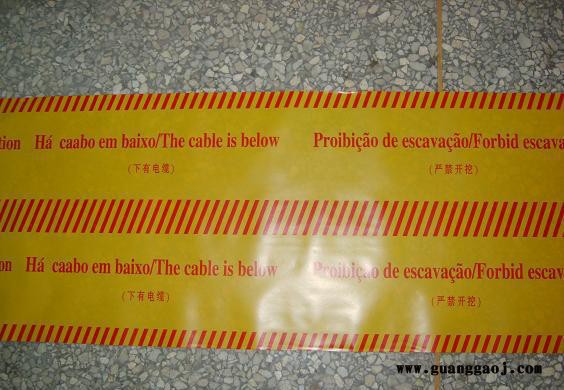 tion Há caabo em baixo/The cable is below Proibição de escavação/Forbid escava
(下有电缆) (严禁开挖)
on Há caabo em baixo/The cable is below Proibição de escavação/Forbid escav
(下有电缆) (严禁开挖)
www.guanggaoj.com